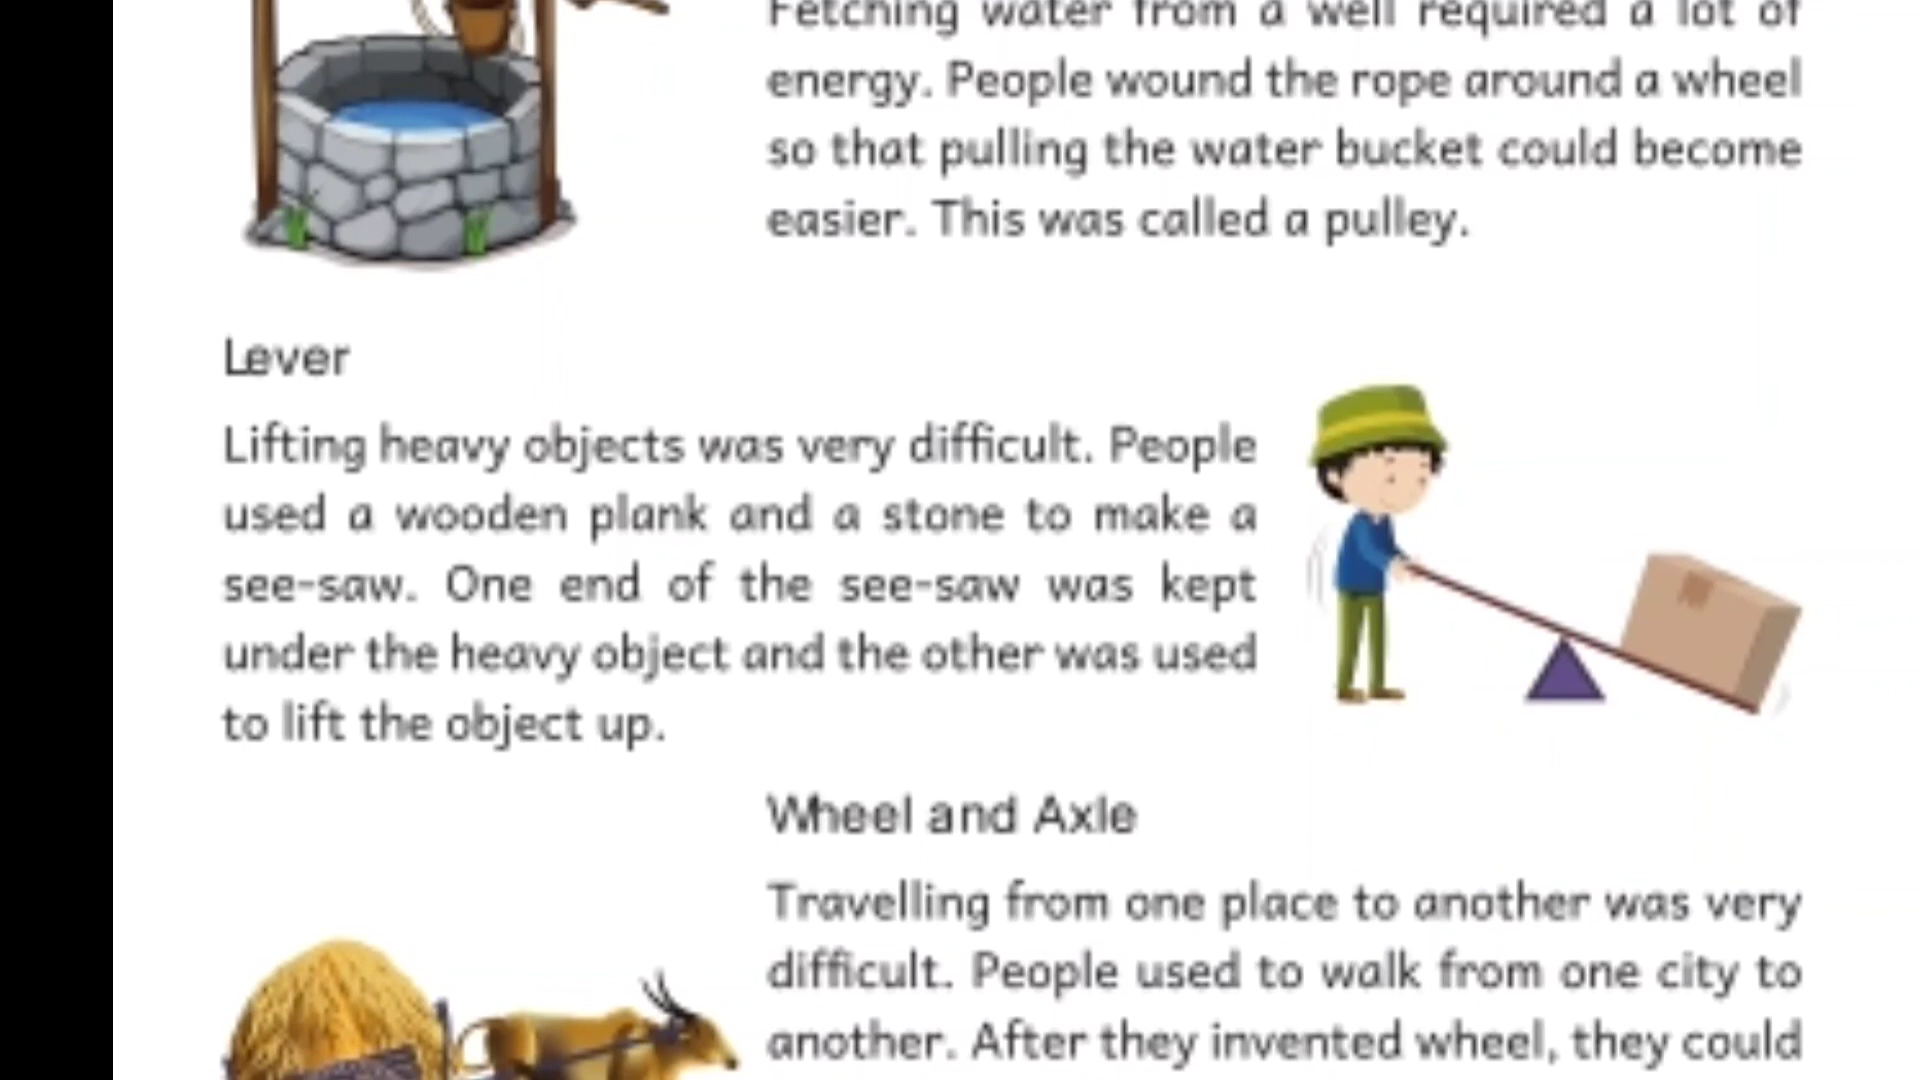 Fetching water from a well required a lot of
energy. People wound the rope around a wheel
so that pulling the water bucket could become
easier. This was called a pulley.
Lever
Lifting heavy objects was very difficult. People
used a wooden plank and a stone to make a
see-saw. One end of the see-saw was kept
under the heavy object and the other was used
to lift the object up.
Wheel and Axle
Travelling from one place to another was very
difficult. People used to walk from one city to
another. After they invented wheel, they could